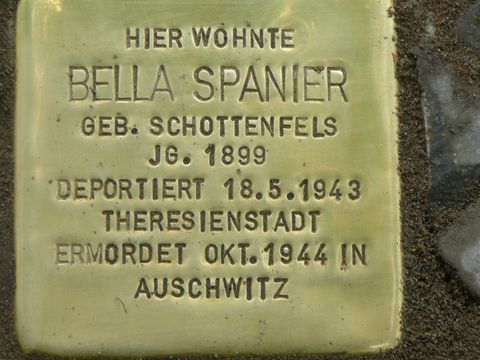 HIER WOHNTE
BELLA SPANIER
GEB. SCHOTTENFELS
JG. 1899
DEPORTIERT 18.5.1943
THERESIENSTADT
ERMORDET OKT. 1944 IN
AUSCHWITZ